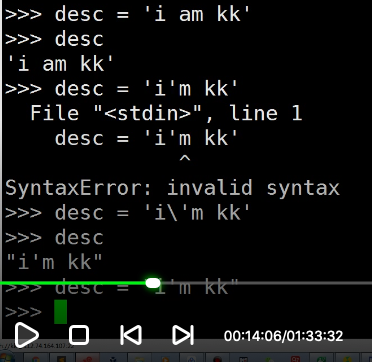 >>> desc = 'i am kk'
>>> desc
'i am kk'
>>> desc = 'i'm kk'
  File "<stdin>", line 1
    desc = 'i'm kk'
              ^
SyntaxError: invalid syntax
>>> desc = 'i\'m kk'
>>> desc
"i'm kk"
>>> desc = "i'm kk"
>>>
00:14:06/01:33:32